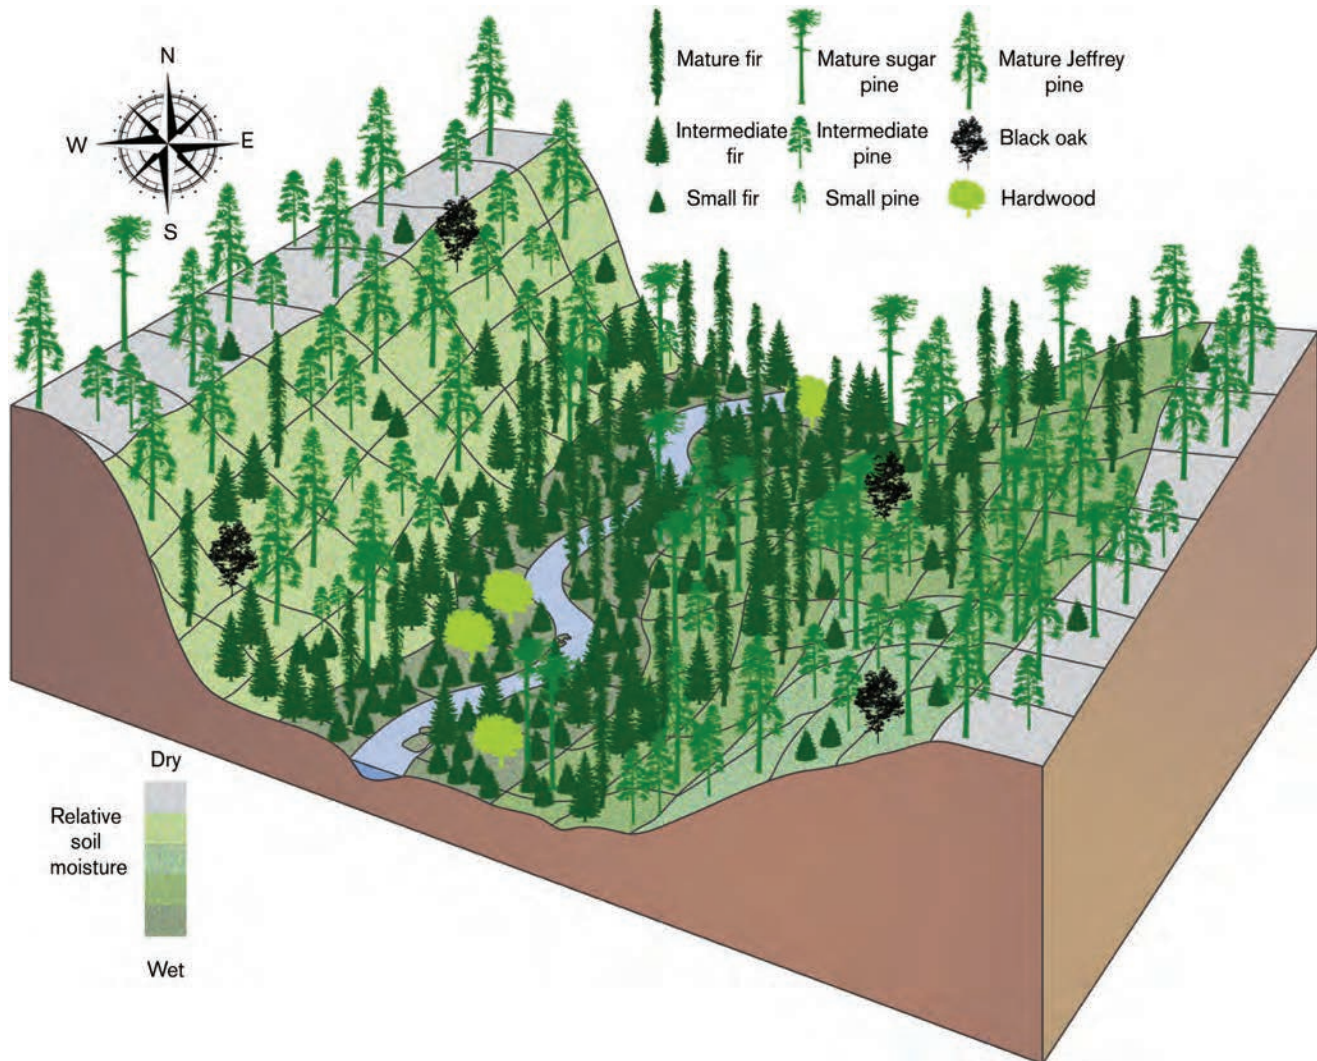 N
W
E
S
Mature fir
Mature sugar
pine
Mature Jeffrey
pine
Intermediate
fir
Intermediate
pine
Black oak
Small fir
Small pine
Hardwood
Dry
Relative
soil
moisture
Wet